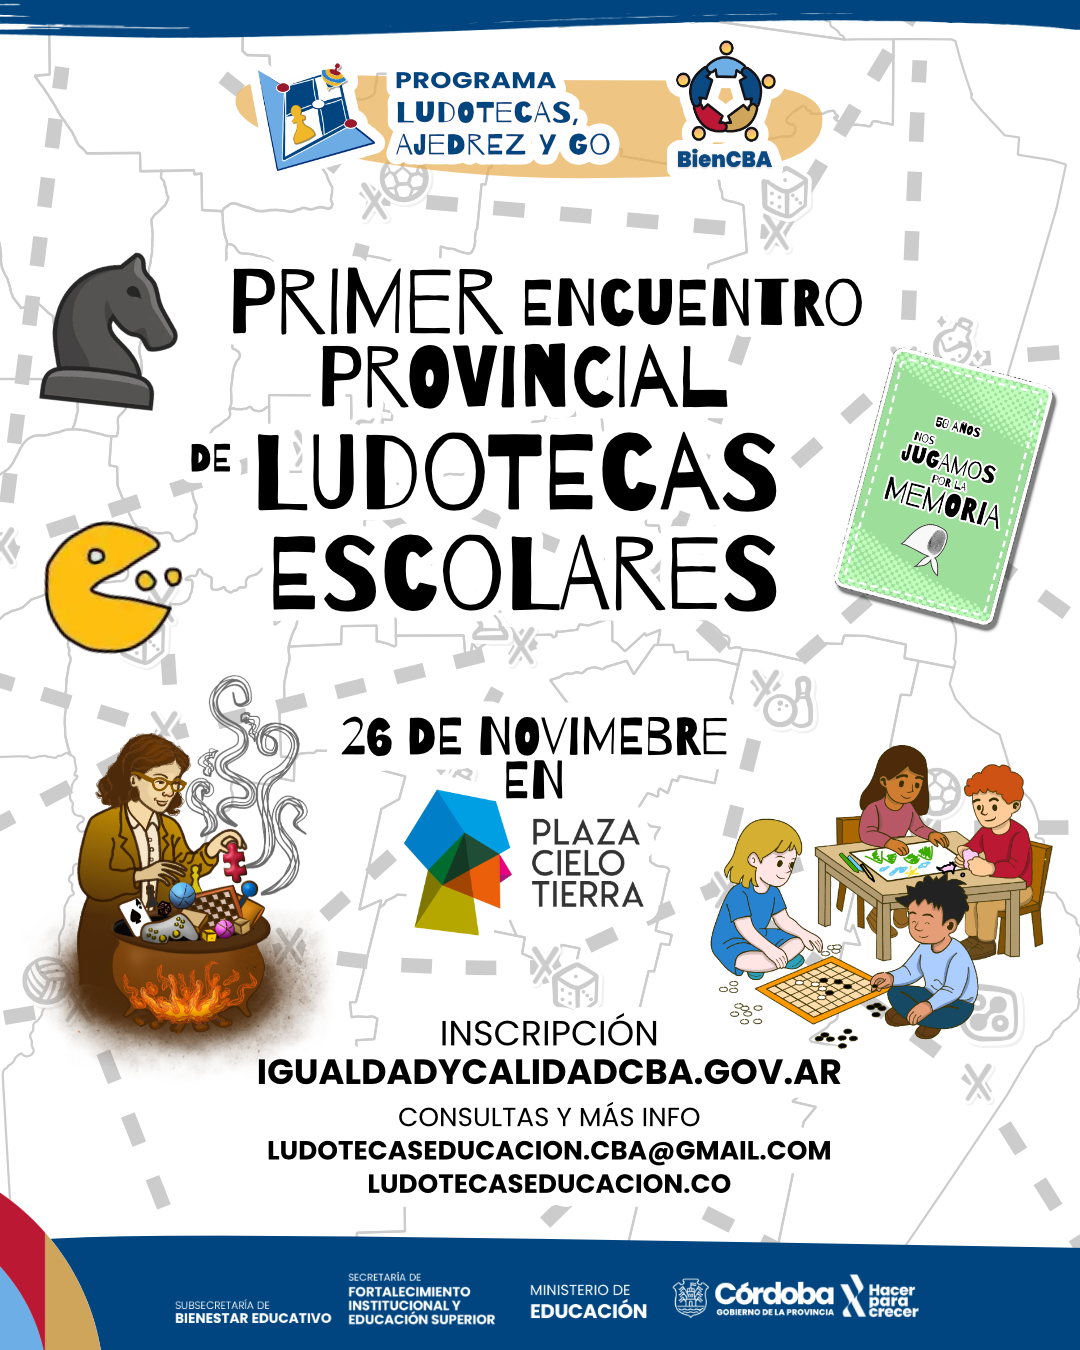 PROGRAMA
LUDOTECAS,
AJEDREZ Y GO
BienCBA
PRIMER ENCUENTRO
PROVINCIAL
DE LUDOTECAS
ESCOLARES
50 AÑOS
NOS
JUGAMOS
POR LA
MEMORIA
26 DE NOVIMEBRE
EN
PLAZA
CIELO
TIERRA
INSCRIPCIÓN
IGUALDADYCALIDADCBA.GOV.AR
CONSULTAS Y MÁS INFO
LUDOTECASEDUCACION.CBA@GMAIL.COM
LUDOTECASEDUCACION.CO
SUBSECRETARÍA DE
BIENESTAR EDUCATIVO
SECRETARÍA DE
FORTALECIMIENTO
INSTITUCIONAL Y
EDUCACIÓN SUPERIOR
MINISTERIO DE
EDUCACIÓN
Córdoba
GOBIERNO DE LA PROVINCIA
Hacer
para
crecer